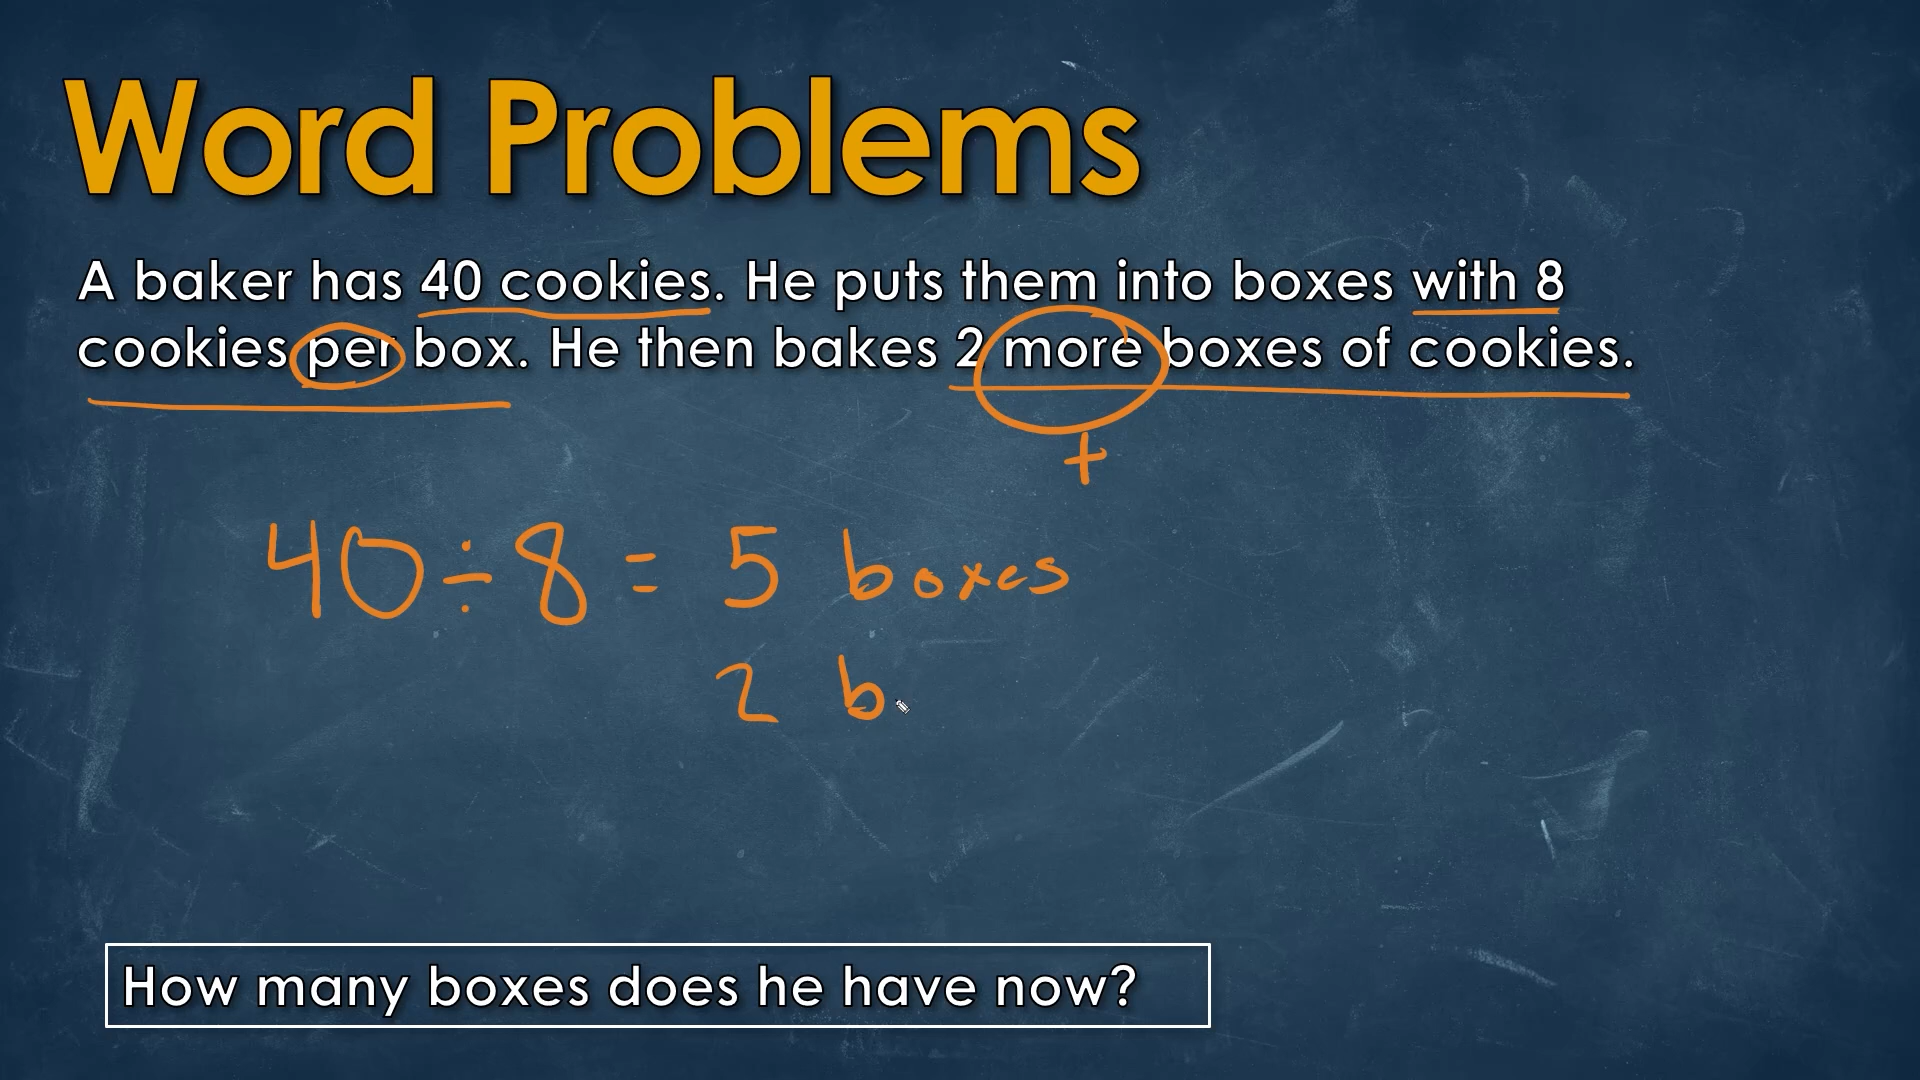 Word Problems
A baker has 40 cookies. He puts them into boxes with 8
cookies per box. He then bakes 2 more boxes of cookies.
+
40 ÷ 8 = 5 boxes
2 b
How many boxes does he have now?